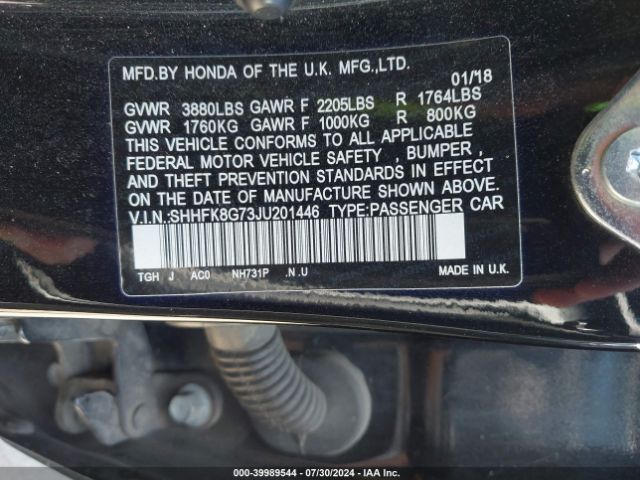 MFD.BY HONDA OF THE U.K. MFG.,LTD.
01/18
GVWR 3880LBS GAWR F 2205LBS R 1764LBS
GVWR 1760KG GAWR F 1000KG R 800KG
THIS VEHICLE CONFORMS TO ALL APPLICABLE
FEDERAL MOTOR VEHICLE SAFETY , BUMPER ,
AND THEFT PREVENTION STANDARDS IN EFFECT
ON THE DATE OF MANUFACTURE SHOWN ABOVE.
V.I.N.:SHHFK8G73JU201446 TYPE:PASSENGER CAR
TGH J AC0 NH731P .N .U
MADE IN U.K.
000-39989544 - 07/30/2024 - IAA Inc.